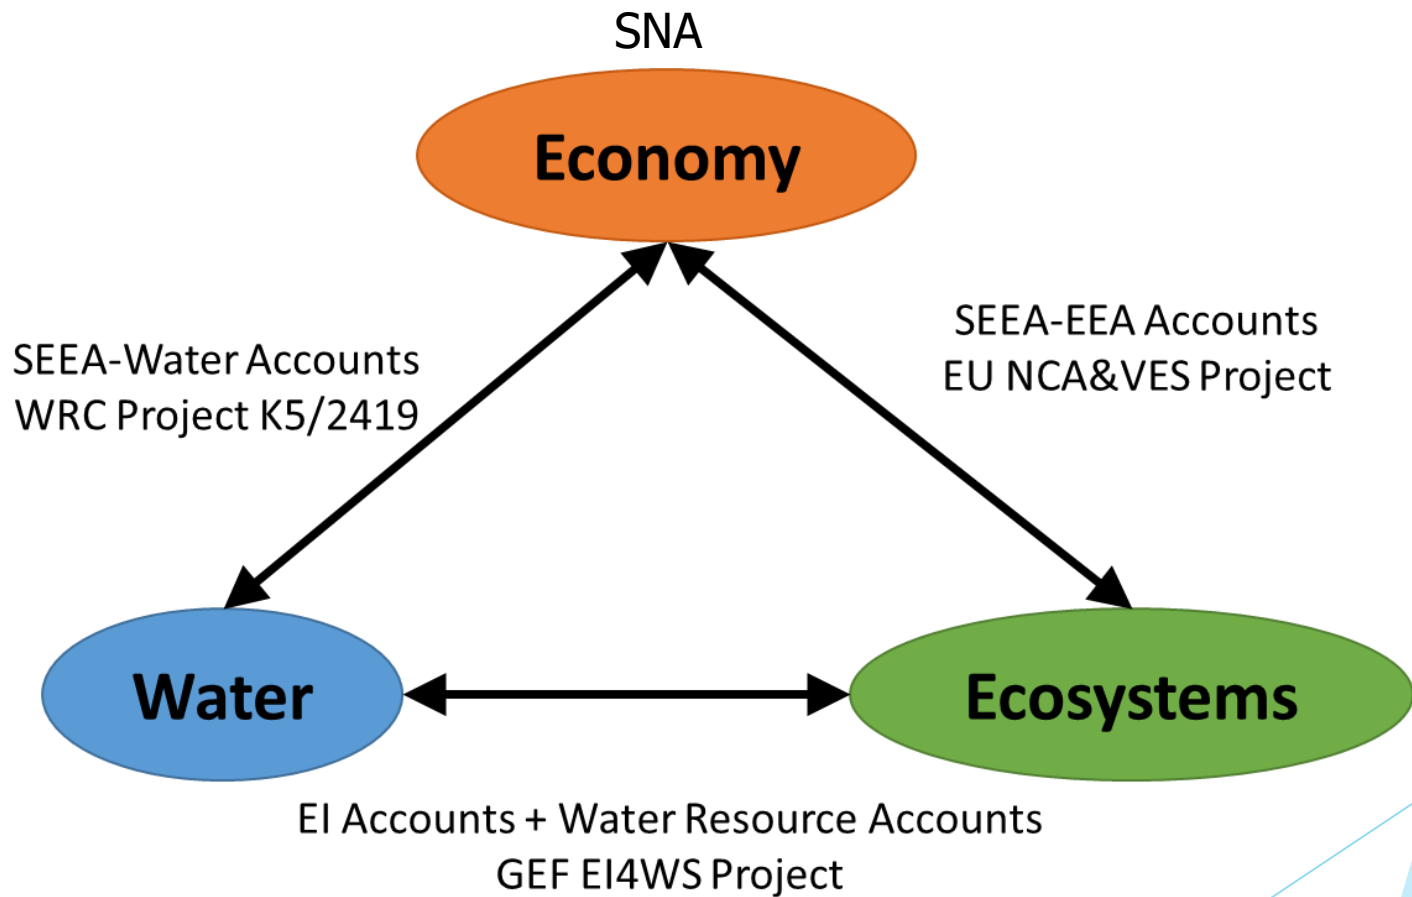 SNA
Economy
SEEA-EEA Accounts
EU NCA&VES Project
SEEA-Water Accounts
WRC Project K5/2419
Water
Ecosystems
EI Accounts + Water Resource Accounts
GEF EI4WS Project